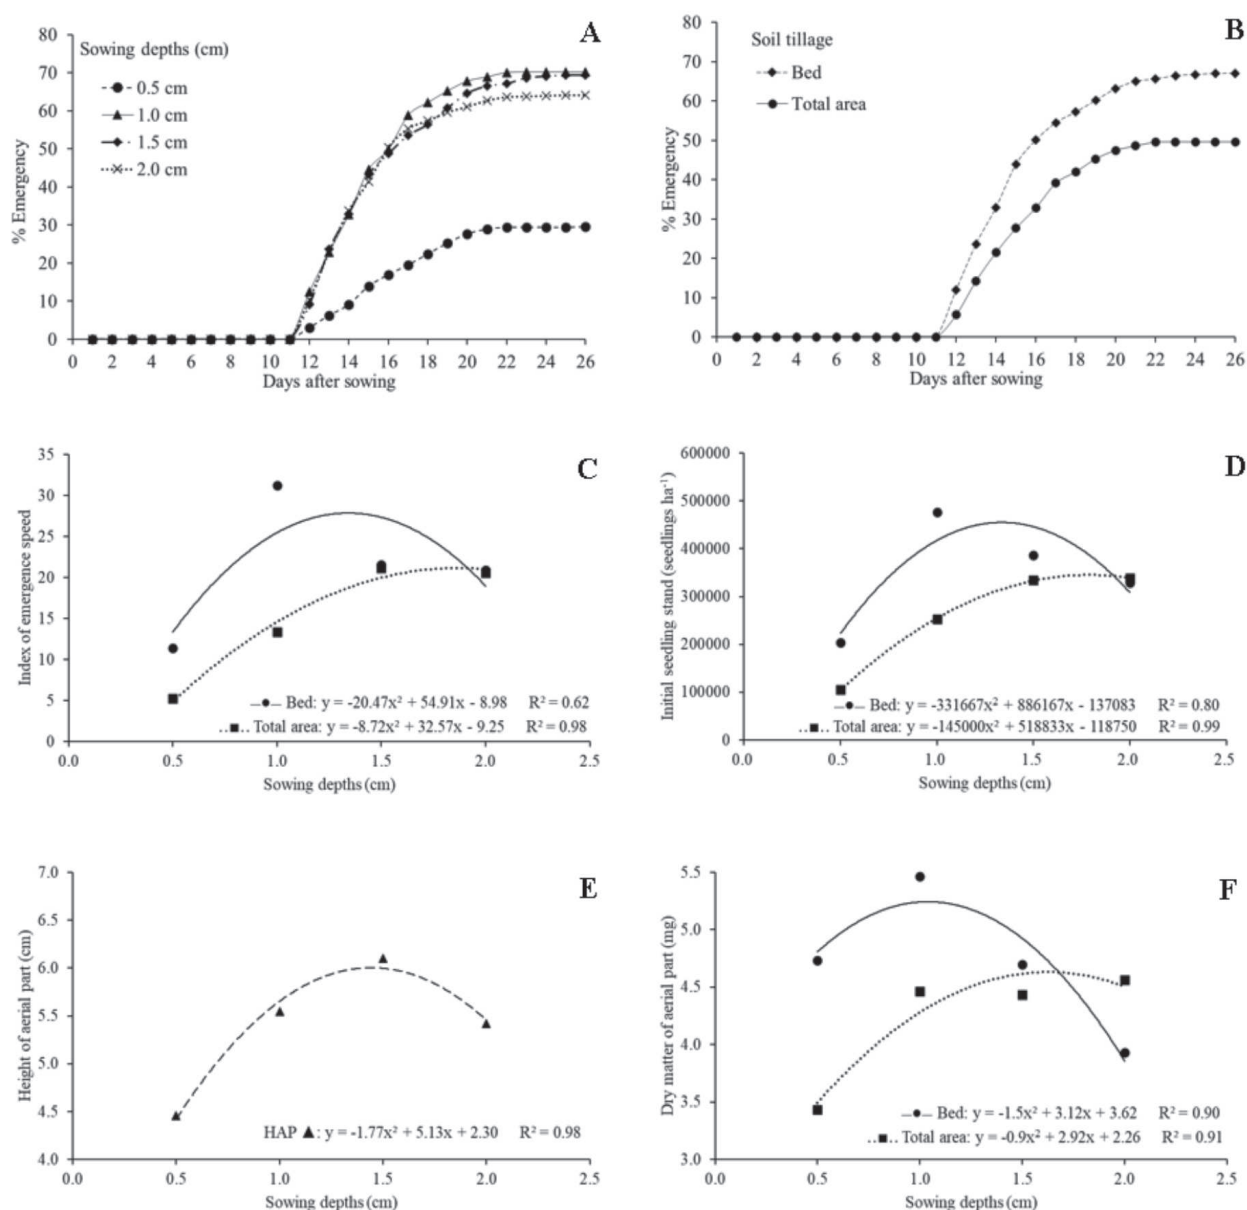 A
Sowing depths (cm)
0.5 cm
1.0 cm
1.5 cm
2.0 cm
% Emergency
80
70
60
50
40
30
20
10
0
0 2 4 6 8 10 12 14 16 18 20 22 24 26
Days after sowing
B
Soil tillage
Bed
Total area
% Emergency
80
70
60
50
40
30
20
10
0
0 2 4 6 8 10 12 14 16 18 20 22 24 26
Days after sowing
C
Index of emergence speed
35
30
25
20
15
10
5
0
Bed: y = -20.47x² + 54.91x - 8.98 R² = 0.62
Total area: y = -8.72x² + 32.57x - 9.25 R² = 0.98
0.0 0.5 1.0 1.5 2.0 2.5
Sowing depths (cm)
D
Initial seedling stand (seedlings ha⁻¹)
600000
500000
400000
300000
200000
100000
0
Bed: y = -331667x² + 886167x - 137083 R² = 0.80
Total area: y = -145000x² + 518833x - 118750 R² = 0.99
0.0 0.5 1.0 1.5 2.0 2.5
Sowing depths (cm)
E
Height of aerial part (cm)
7.0
6.5
6.0
5.5
5.0
4.5
4.0
HAP : y = -1.77x² + 5.13x + 2.30 R² = 0.98
0.0 0.5 1.0 1.5 2.0 2.5
Sowing depths (cm)
F
Dry matter of aerial part (mg)
5.5
5.0
4.5
4.0
3.5
3.0
Bed: y = -1.5x² + 3.12x + 3.62 R² = 0.90
Total area: y = -0.9x² + 2.92x + 2.26 R² = 0.91
0.0 0.5 1.0 1.5 2.0 2.5
Sowing depths (cm)